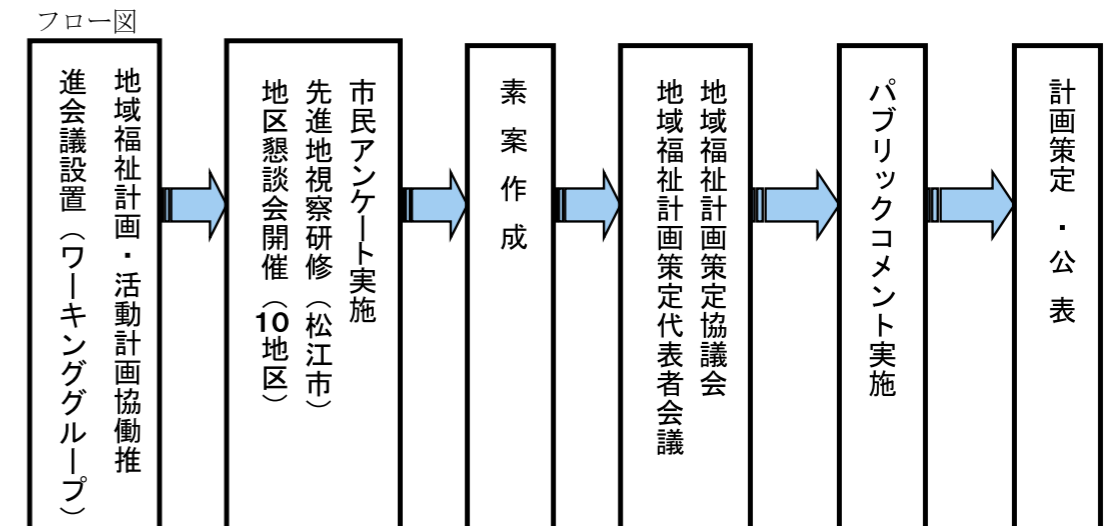 フロー図
地域福祉計画・活動計画協働推
進会議設置（ワーキンググループ）
市民アンケート実施
先進地視察研修（松江市）
地区懇談会開催（10地区）
素案作成
地域福祉計画策定協議会
地域福祉計画策定代表者会議
パブリックコメント実施
計画策定・公表